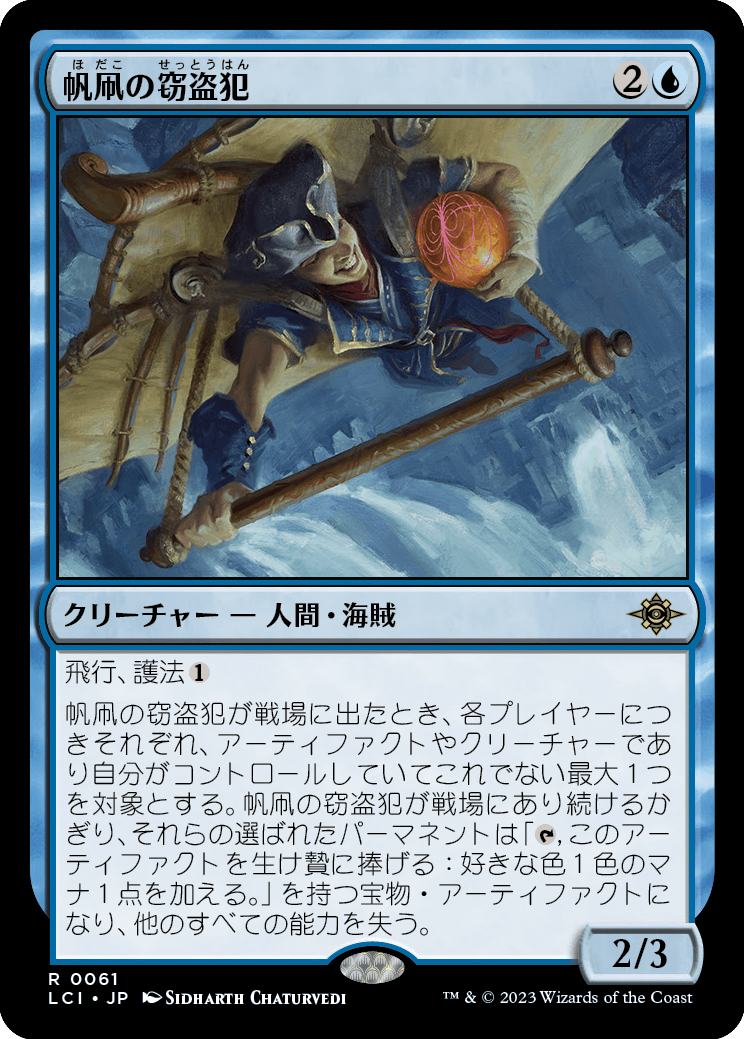 ほだこ せっとうはん
帆凧の窃盗犯 2
クリーチャー — 人間・海賊
飛行、護法 1
帆凧の窃盗犯が戦場に出たとき、各プレイヤーにつ
きそれぞれ、アーティファクトやクリーチャーであ
り自分がコントロールしていてこれでない最大１つ
を対象とする。帆凧の窃盗犯が戦場にあり続けるか
ぎり、それらの選ばれたパーマネントは「,このアー
ティファクトを生け贄に捧げる：好きな色１色のマ
ナ１点を加える。」を持つ宝物・アーティファクトに
なり、他のすべての能力を失う。
2/3
R 0061
LCI • JP SIDHARTH CHATURVEDI ™ & © 2023 Wizards of the Coast